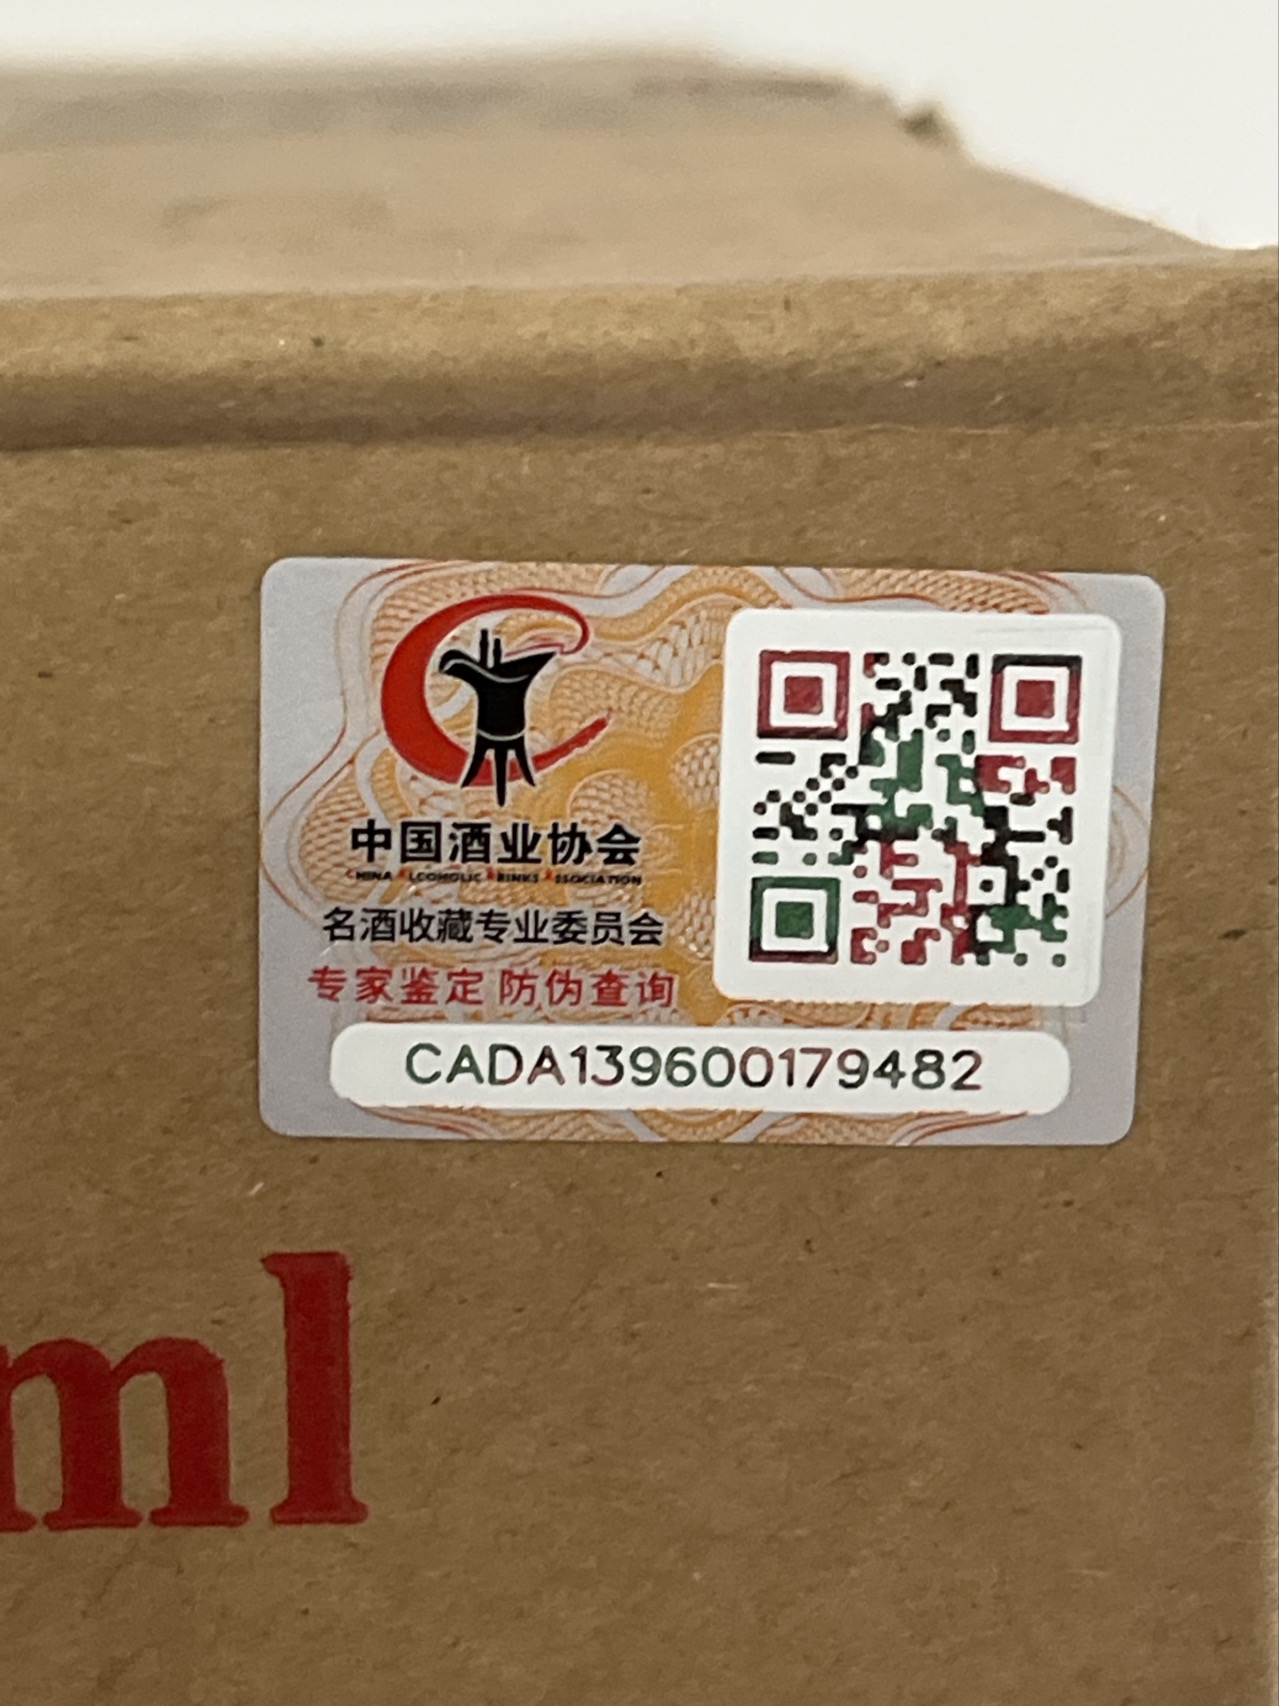 中国酒业协会
CHINA ALCOHOLIC DRINKS ASSOCIATION
名酒收藏专业委员会
专家鉴定 防伪查询
CADA139600179482
ml